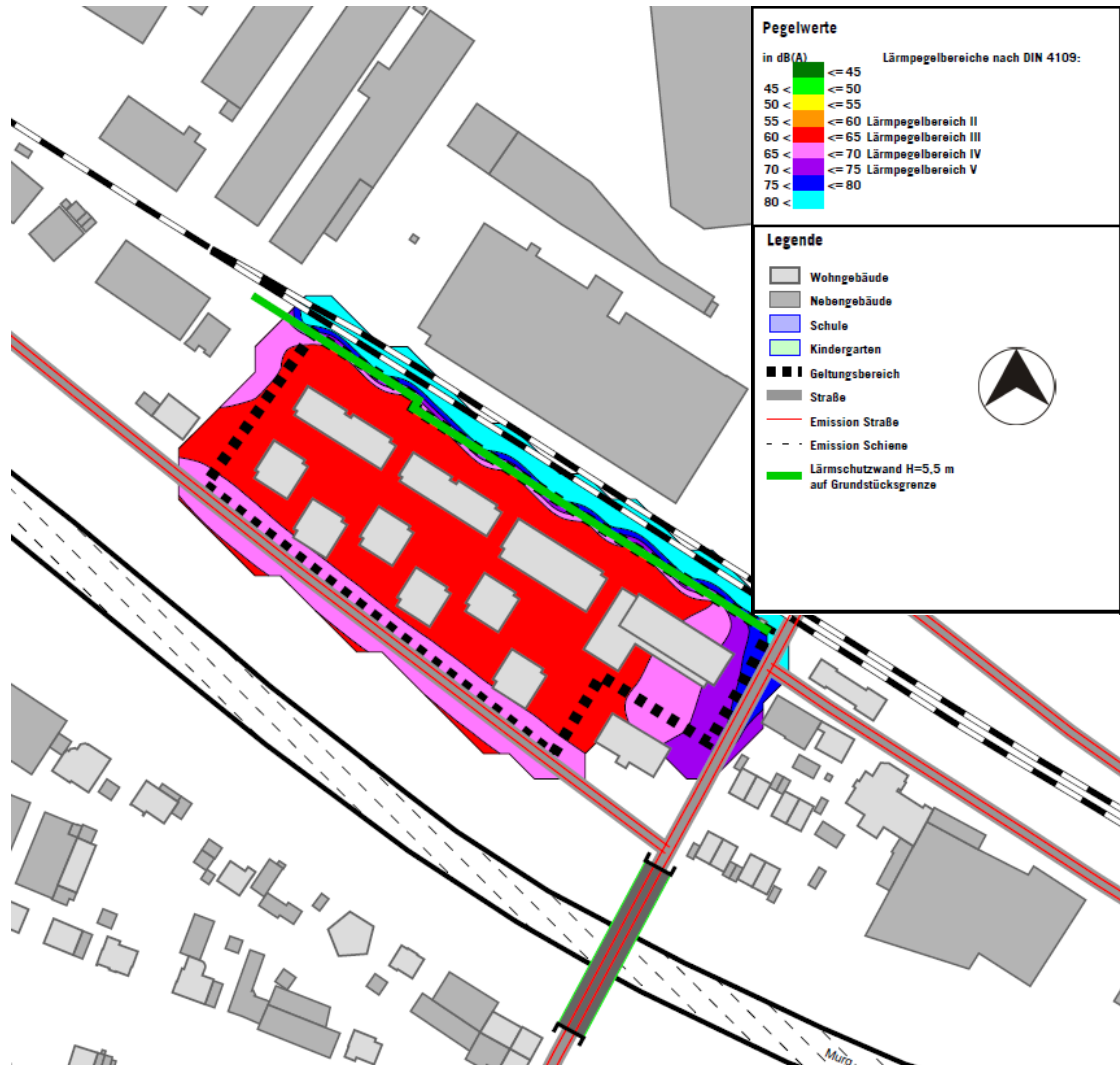 Pegelwerte
in dB(A) Lärmpegelbereiche nach DIN 4109:
<= 45
45 < <= 50
50 < <= 55
55 < <= 60 Lärmpegelbereich II
60 < <= 65 Lärmpegelbereich III
65 < <= 70 Lärmpegelbereich IV
70 < <= 75 Lärmpegelbereich V
75 < <= 80
80 <
Legende
Wohngebäude
Nebengebäude
Schule
Kindergarten
Geltungsbereich
Straße
Emission Straße
Emission Schiene
Lärmschutzwand H=5,5 m
auf Grundstücksgrenze
Murg